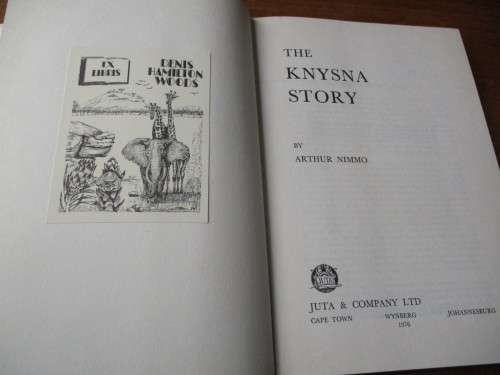 EX
LIBRIS
DENIS
HAMILTON
WOODS
THE
KNYSNA
STORY
BY
ARTHUR NIMMO
JUTA & COMPANY LTD
CAPE TOWN WYNBERG JOHANNESBURG
1976